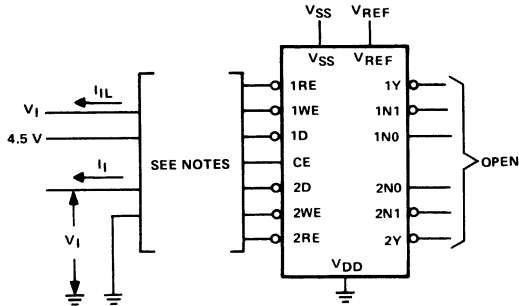 VSS VREF
VSS VREF
1RE 1Y
IIL
1WE 1N1
VI
4.5 V 1D 1N0
SEE NOTES CE OPEN
II
2D 2N0
2WE 2N1
VI
2RE 2Y
VDD